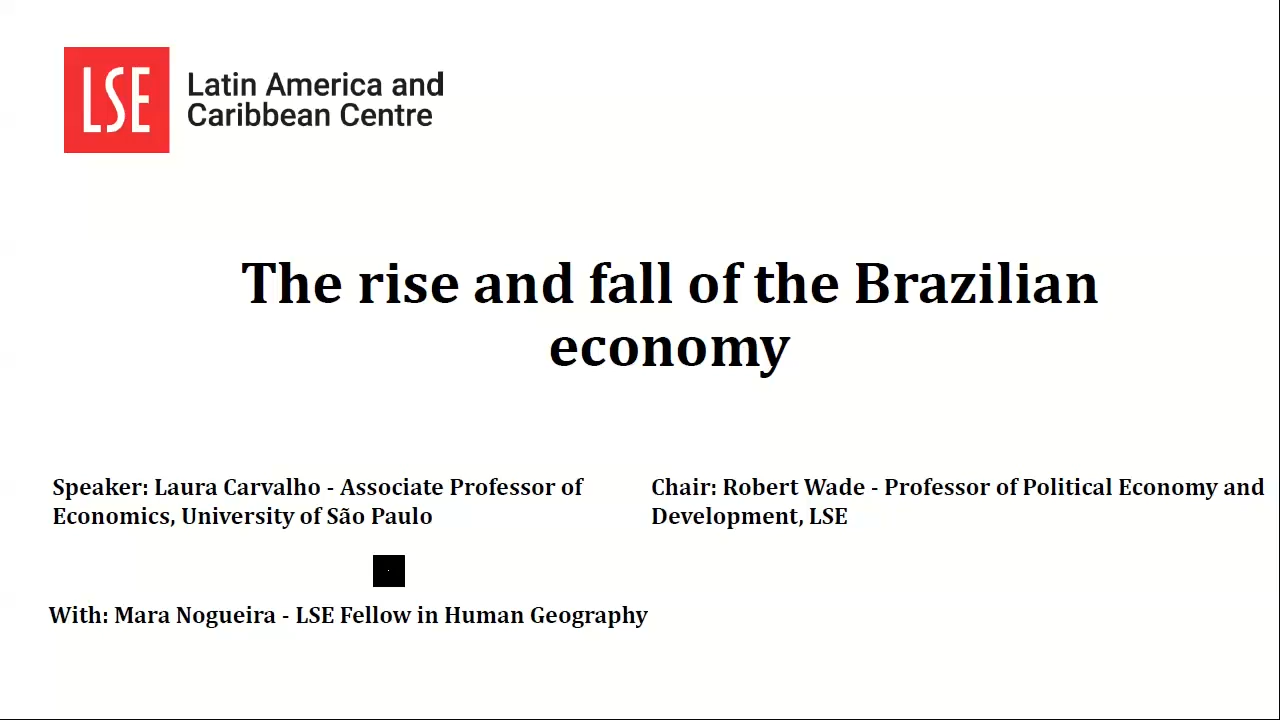 LSE
Latin America and
Caribbean Centre
The rise and fall of the Brazilian
economy
Speaker: Laura Carvalho - Associate Professor of
Economics, University of São Paulo
Chair: Robert Wade - Professor of Political Economy and
Development, LSE
With: Mara Nogueira - LSE Fellow in Human Geography